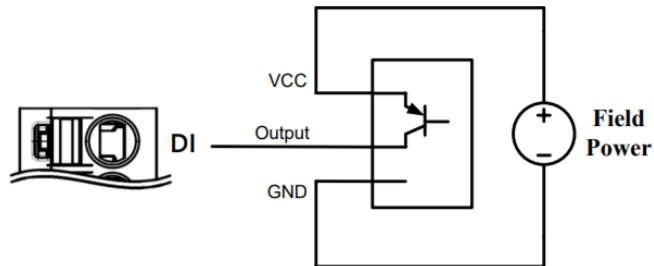 VCC
DI
Output
GND
+
−
Field
Power